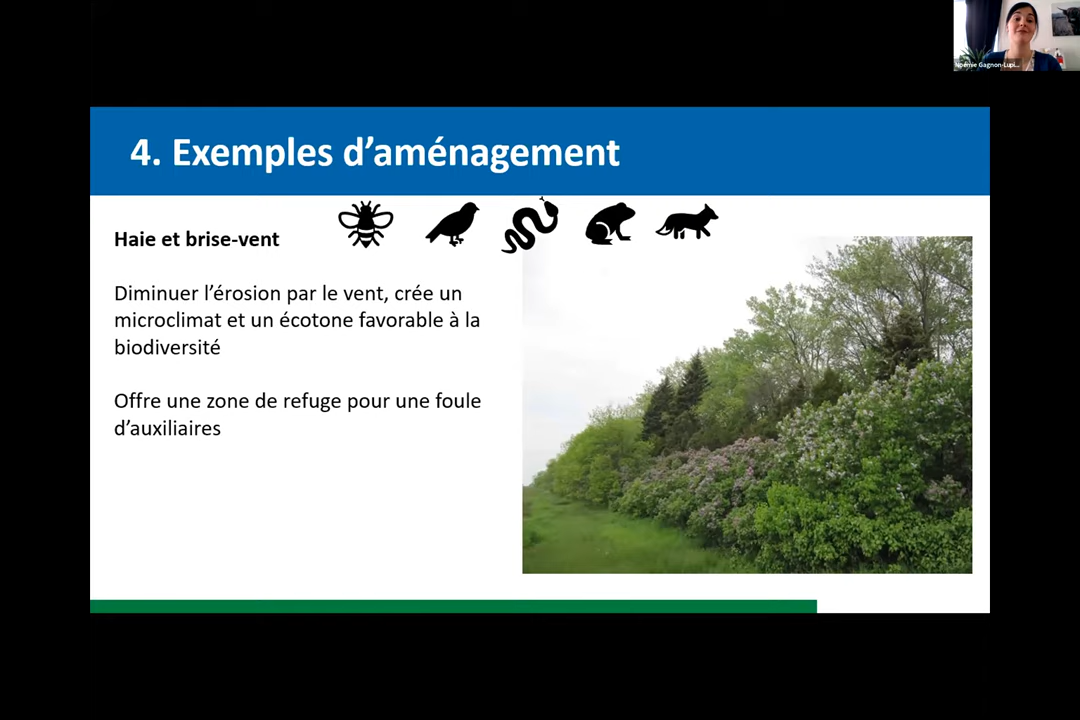 Noémie Gagnon-Lupi...
4. Exemples d’aménagement
Haie et brise-vent
Diminuer l’érosion par le vent, crée un
microclimat et un écotone favorable à la
biodiversité
Offre une zone de refuge pour une foule
d’auxiliaires